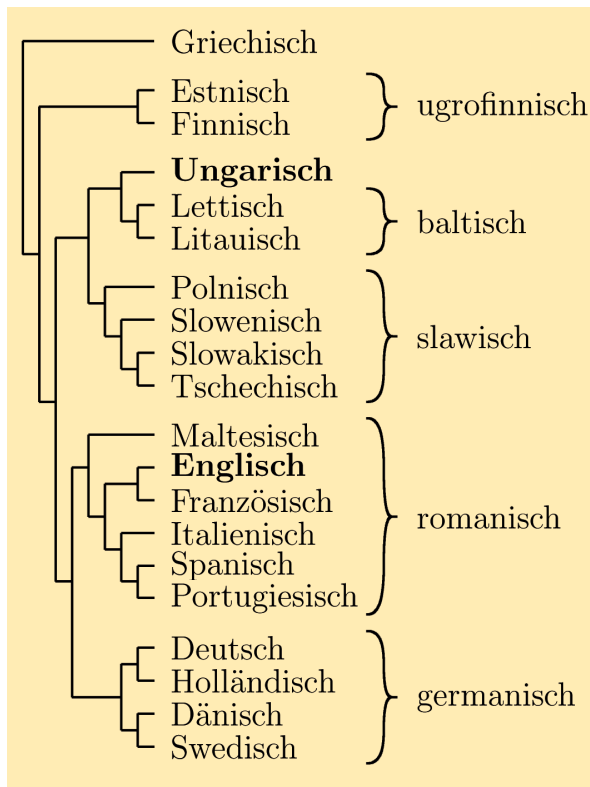 Griechisch
Estnisch
Finnisch
ugrofinnisch
Ungarisch
Lettisch
Litauisch
baltisch
Polnisch
Slowenisch
Slowakisch
Tschechisch
slawisch
Maltesisch
Englisch
Französisch
Italienisch
Spanisch
Portugiesisch
romanisch
Deutsch
Holländisch
Dänisch
Swedisch
germanisch